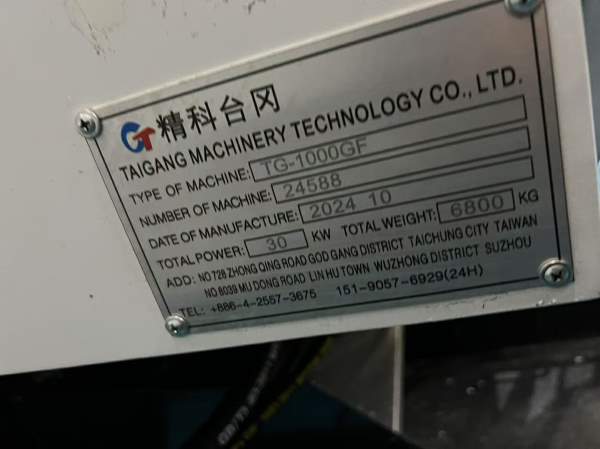 GT 精科台冈
TAIGANG MACHINERY TECHNOLOGY CO., LTD.
TYPE OF MACHINE: TG-1000GF
NUMBER OF MACHINE: 24588
DATE OF MANUFACTURE: 2024 10
TOTAL POWER: 30 KW TOTAL WEIGHT: 6800 KG
ADD: NO 728 ZHONG QING ROAD GOD GANG DISTRICT TAICHUNG CITY TAIWAN
NO 8039 MU DONG ROAD LIN HU TOWN WUZHONG DISTRICT SUZHOU
TEL: +886-4-2557-3675 151-9057-6929(24H)